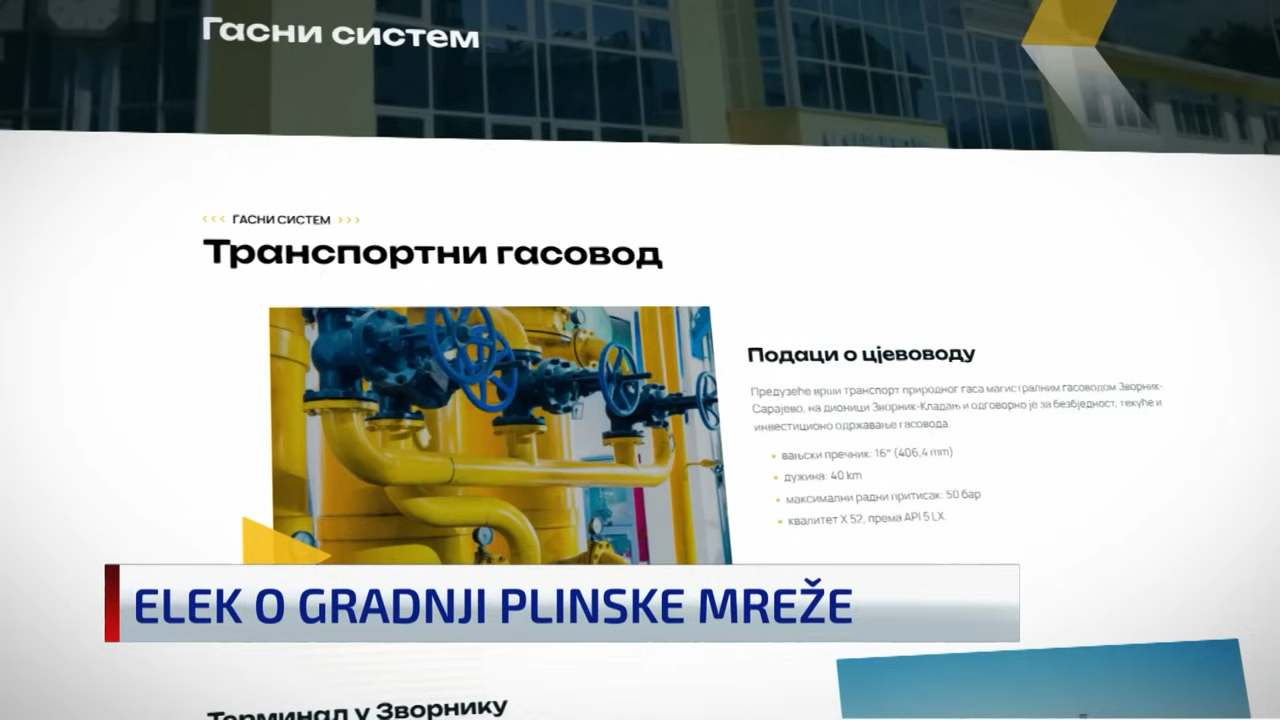 Гасни систем
‹‹‹ ГАСНИ СИСТЕМ ›››
Транспортни гасовод
Подаци о цјевоводу
Предузеће врши транспорт природног гаса магистралним гасоводом Зворник-
Сарајево, на дионици Зворник-Кладањ и одговорно је за безбједност, текуће и
инвестиционо одржавање гасовода.
• вањски пречник: 16" (406,4 mm)
• дужина: 40 km
• максимални радни притисак: 50 бар
• квалитет X 52, према API 5 LX.
ELEK O GRADNJI PLINSKE MREŽE
Терминал у Зворнику